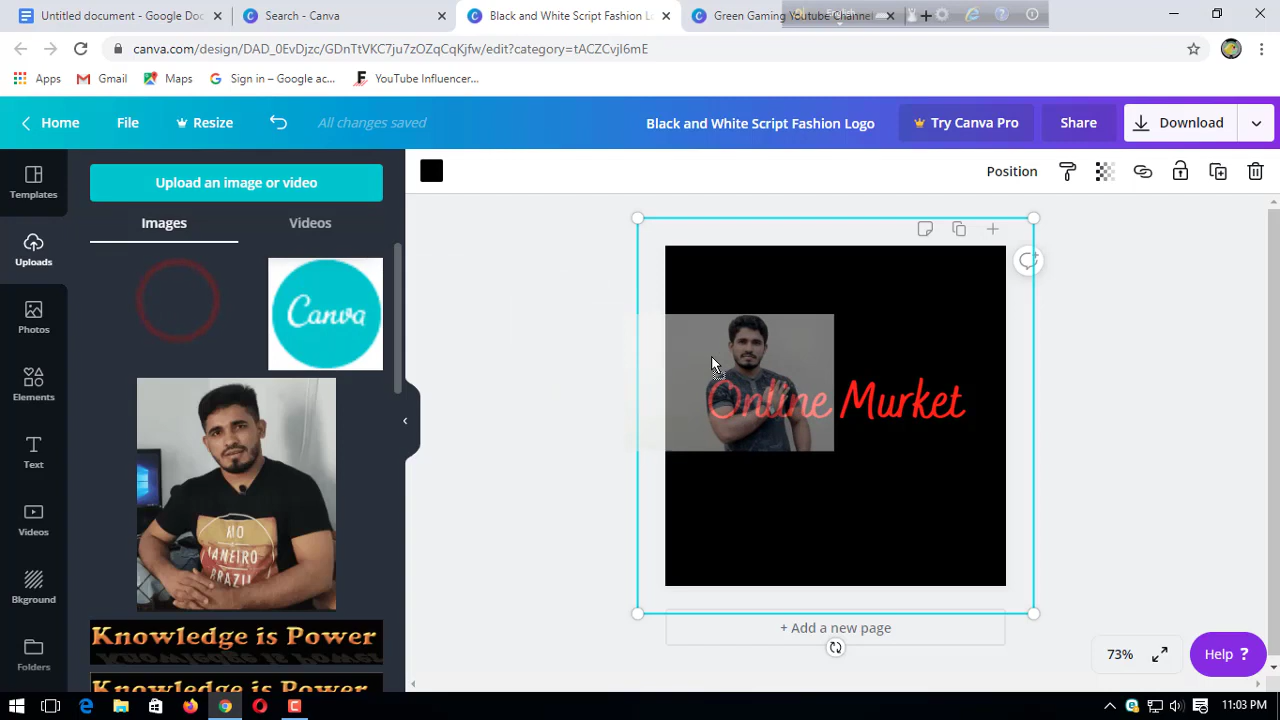 Untitled document - Google Docs
Search - Canva
Black and White Script Fashion L
Green Gaming Youtube Channel
English
canva.com/design/DAD_0EvDjzc/GDnTtVKC7ju7zOZqCqKjfw/edit?category=tACZCvjI6mE
Apps
Gmail
Maps
Sign in – Google ac...
YouTube Influencer...
Home
File
Resize
All changes saved
Black and White Script Fashion Logo
Try Canva Pro
Share
Download
Templates
Uploads
Photos
Elements
Text
Videos
Bkground
Folders
Upload an image or video
Images
Videos
Canva
Knowledge is Power
Knowledge is Power
Position
Online Murket
+ Add a new page
73%
Help ?
11:03 PM